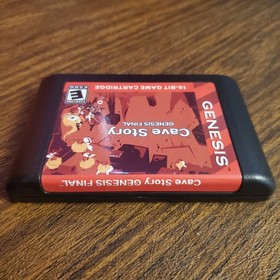 GENESIS
16-BIT GAME CARTRIDGE
Cave Story
GENESIS FINAL
E
Cave Story GENESIS FINAL